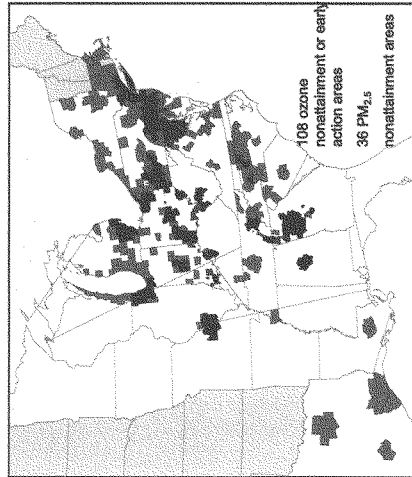 108 ozone
nonattainment or early
action areas
36 PM2.5
nonattainment areas